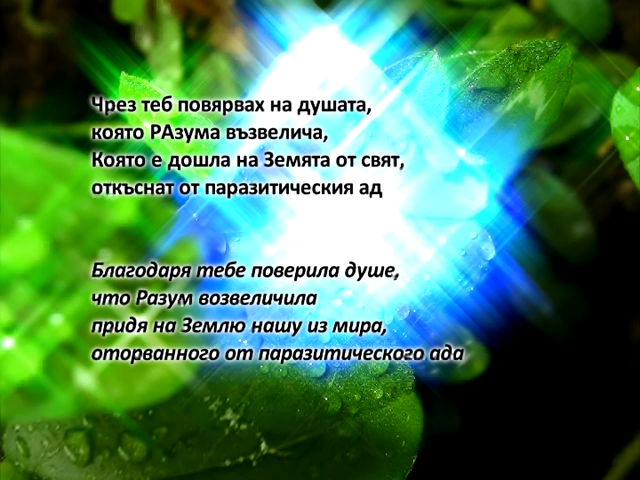 Чрез теб повярвах на душата,
която РАзума възвелича,
Която е дошла на Земята от свят,
откъснат от паразитическия ад
Благодаря тебе поверила душе,
что Разум возвеличила
придя на Землю нашу из мира,
оторванного от паразитического ада